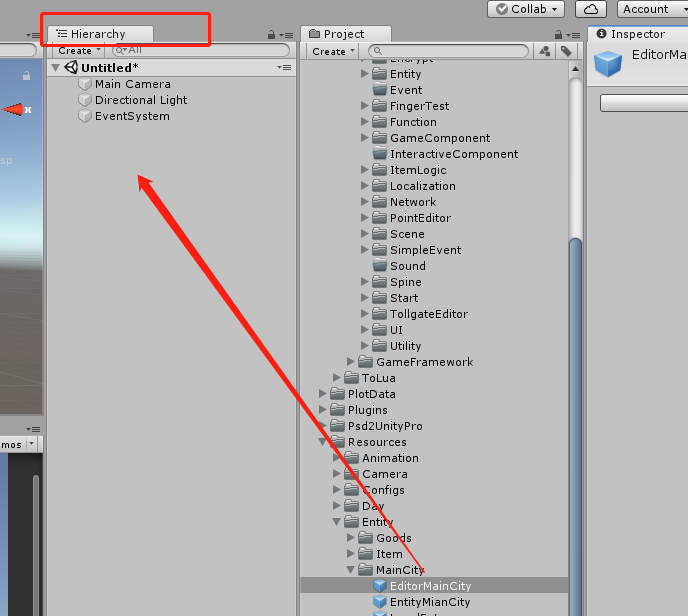 Collab
Account
Hierarchy
Project
Inspector
Create
All
Create
EditorMa
Untitled*
Main Camera
Directional Light
EventSystem
x
sp
mos
Encrypt
Entity
Event
FingerTest
Function
GameComponent
InteractiveComponent
ItemLogic
Localization
Network
PointEditor
Scene
SimpleEvent
Sound
Spine
Start
TollgateEditor
UI
Utility
GameFramework
ToLua
PlotData
Plugins
Psd2UnityPro
Resources
Animation
Camera
Configs
Day
Entity
Goods
Item
MainCity
EditorMainCity
EntityMianCity